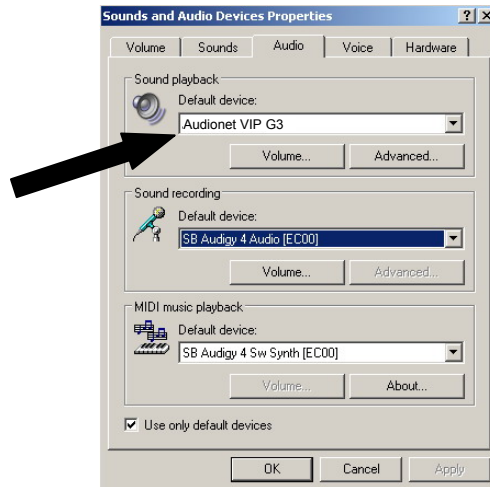 Sounds and Audio Devices Properties
Volume Sounds Audio Voice Hardware
Sound playback
Default device:
Audionet VIP G3
Volume... Advanced...
Sound recording
Default device:
SB Audigy 4 Audio [EC00]
Volume... Advanced...
MIDI music playback
Default device:
SB Audigy 4 Sw Synth [EC00]
Volume... About...
Use only default devices
OK Cancel Apply